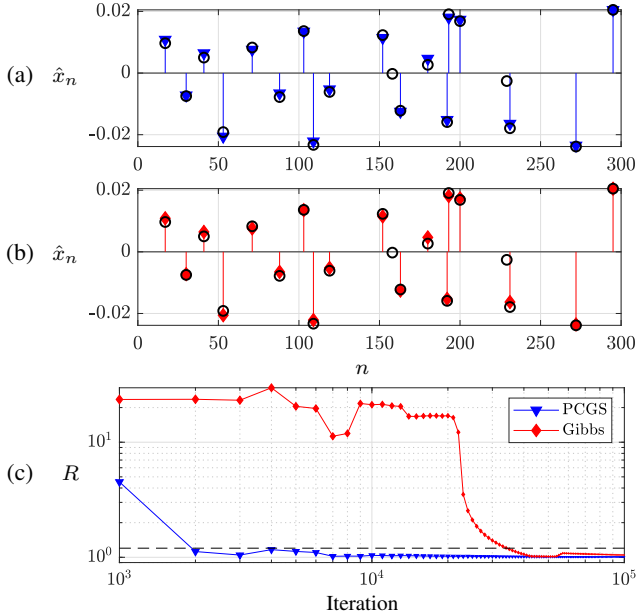 0.02
(a) x̂ₙ 0
-0.02
0 50 100 150 200 250 300
0.02
(b) x̂ₙ 0
-0.02
0 50 100 150 200 250 300
n
PCGS
Gibbs
10¹
(c) R
10⁰
10³ 10⁴ 10⁵
Iteration